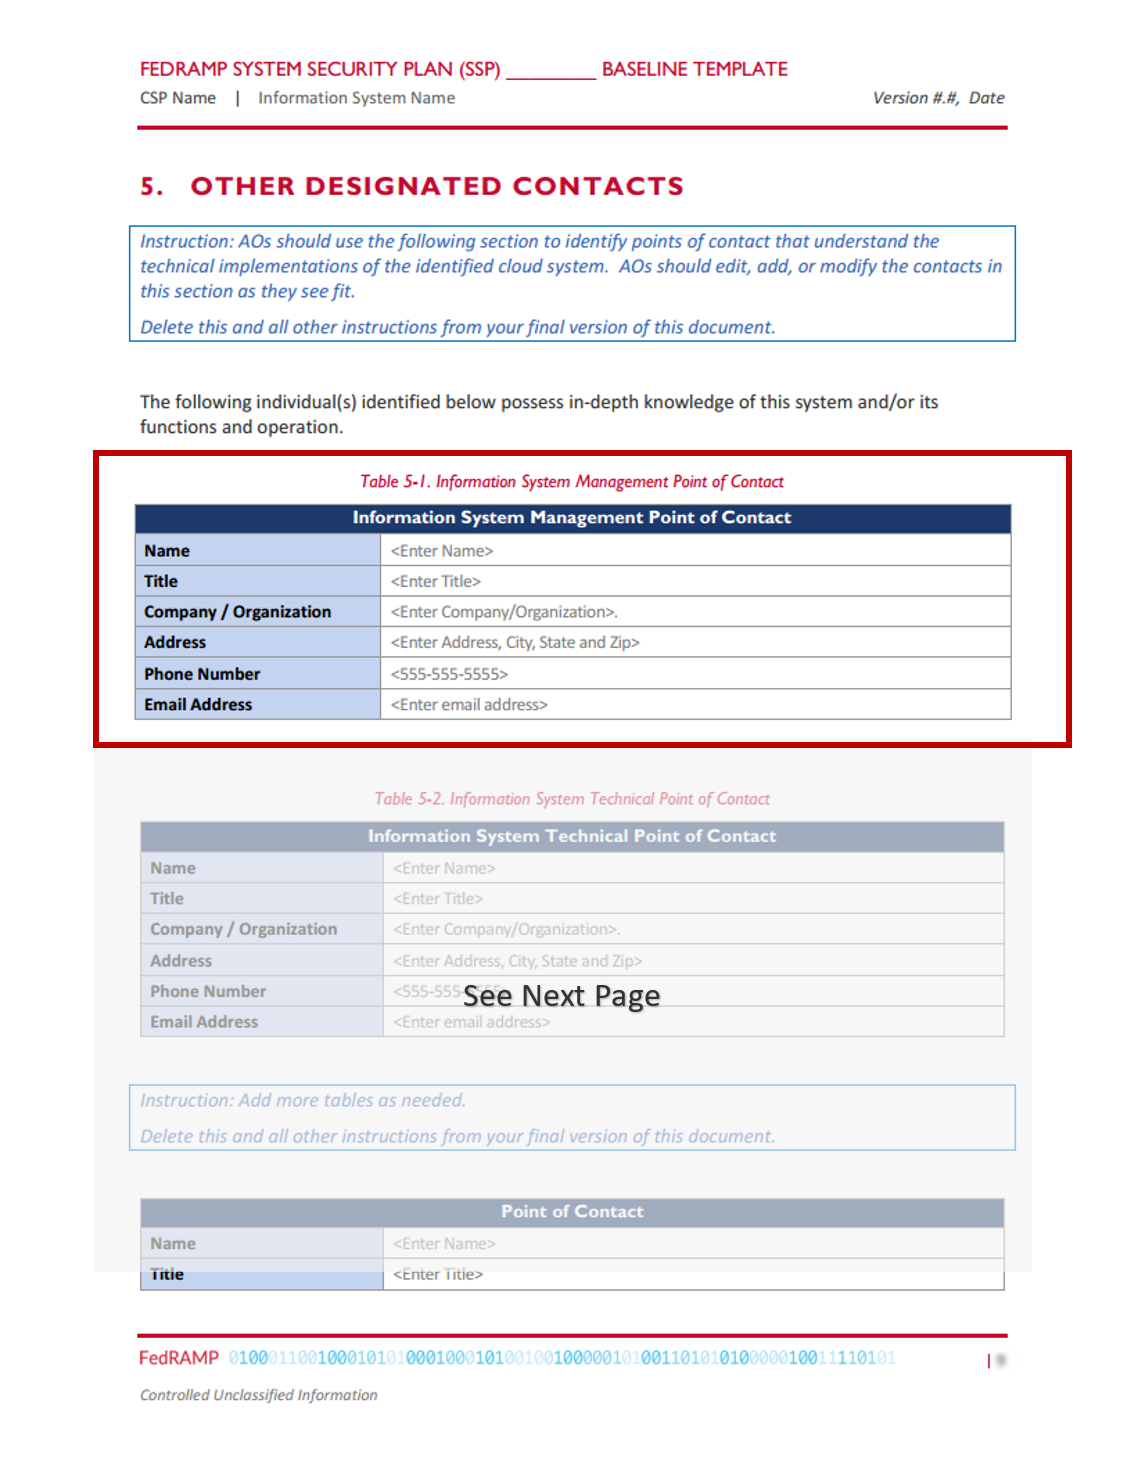 FEDRAMP SYSTEM SECURITY PLAN (SSP) _________ BASELINE TEMPLATE
CSP Name | Information System Name Version #.#, Date
5. OTHER DESIGNATED CONTACTS
Instruction: AOs should use the following section to identify points of contact that understand the
technical implementations of the identified cloud system. AOs should edit, add, or modify the contacts in
this section as they see fit.
Delete this and all other instructions from your final version of this document.
The following individual(s) identified below possess in-depth knowledge of this system and/or its
functions and operation.
Table 5-1. Information System Management Point of Contact
Information System Management Point of Contact
Name <Enter Name>
Title <Enter Title>
Company / Organization <Enter Company/Organization>.
Address <Enter Address, City, State and Zip>
Phone Number <555-555-5555>
Email Address <Enter email address>
Table 5-2. Information System Technical Point of Contact
Information System Technical Point of Contact
Name <Enter Name>
Title <Enter Title>
Company / Organization <Enter Company/Organization>.
Address <Enter Address, City, State and Zip>
Phone Number <555-555-
See Next Page
Email Address <Enter email address>
Instruction: Add more tables as needed.
Delete this and all other instructions from your final version of this document.
Point of Contact
Name <Enter Name>
Title <Enter Title>
FedRAMP 01000110010001010100010001010010010000010100110101010000010011110101 |
Controlled Unclassified Information